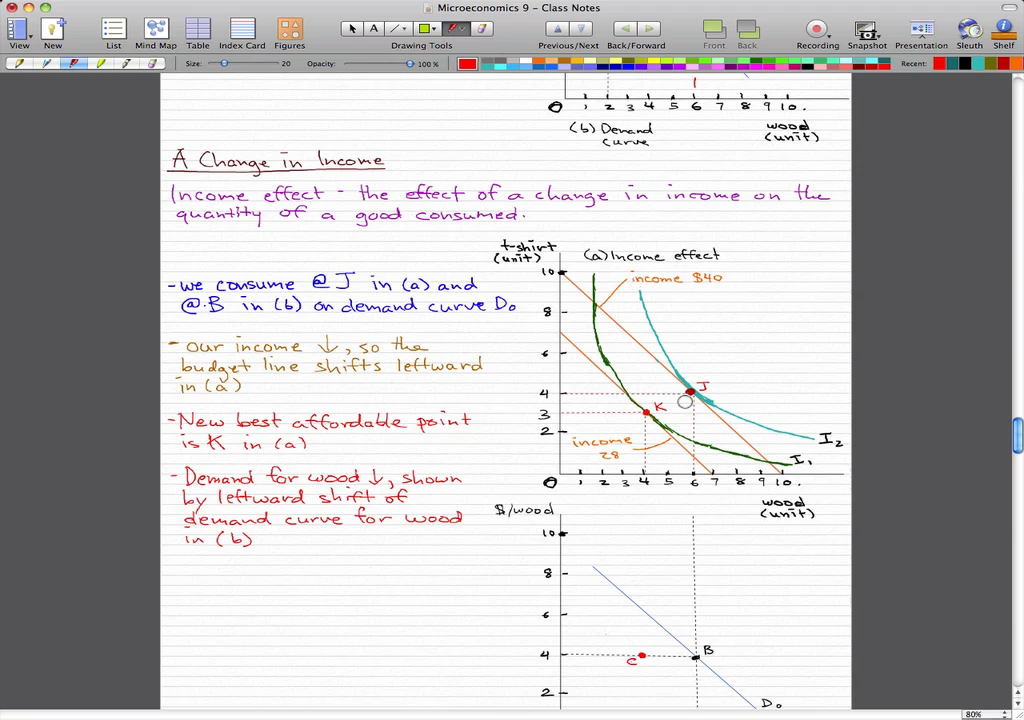 Microeconomics 9 – Class Notes
View New List Mind Map Table Index Card Figures Drawing Tools Previous/Next Back/Forward Front Back Recording Snapshot Presentation Sleuth Shelf
Size: 20 Opacity: 100 % Recent:
0 1 2 3 4 5 6 7 8 9 10.
(b) Demand
curve
wood
(unit)
A Change in Income
Income effect - the effect of a change in income on the
quantity of a good consumed.
t-shirt
(unit)
(a) Income effect
10
income $40
- we consume @ J in (a) and
@ B in (b) on demand curve D0
8
- Our income ↓, so the
budget line shifts leftward
in (a)
6
4
J
3
K
2
- New best affordable point
is K in (a)
income
28
I2
I1
0 1 2 3 4 5 6 7 8 9 10.
wood
(unit)
- Demand for wood ↓, shown
by leftward shift of
demand curve for wood
in (b)
$/wood
10
8
6
4
C
B
2
D0
80%